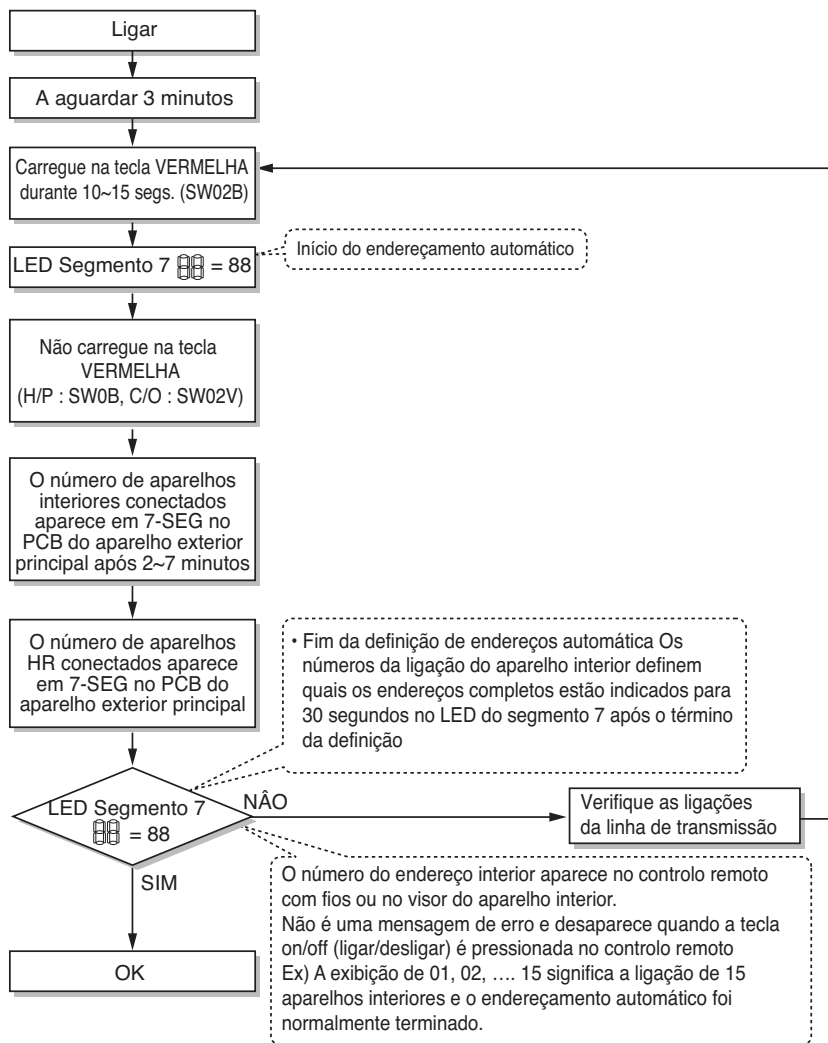 Ligar
A aguardar 3 minutos
Carregue na tecla VERMELHA
durante 10~15 segs. (SW02B)
LED Segmento 7 88 = 88
Início do endereçamento automático
Não carregue na tecla
VERMELHA
(H/P : SW0B, C/O : SW02V)
O número de aparelhos
interiores conectados
aparece em 7-SEG no
PCB do aparelho exterior
principal após 2~7 minutos
O número de aparelhos
HR conectados aparece
em 7-SEG no PCB do
aparelho exterior principal
• Fim da definição de endereços automática Os
números da ligação do aparelho interior definem
quais os endereços completos estão indicados para
30 segundos no LED do segmento 7 após o término
da definição
LED Segmento 7
88 = 88
NÂO
Verifique as ligações
da linha de transmissão
SIM
O número do endereço interior aparece no controlo remoto
com fios ou no visor do aparelho interior.
Não é uma mensagem de erro e desaparece quando a tecla
on/off (ligar/desligar) é pressionada no controlo remoto
Ex) A exibição de 01, 02, …. 15 significa a ligação de 15
aparelhos interiores e o endereçamento automático foi
normalmente terminado.
OK